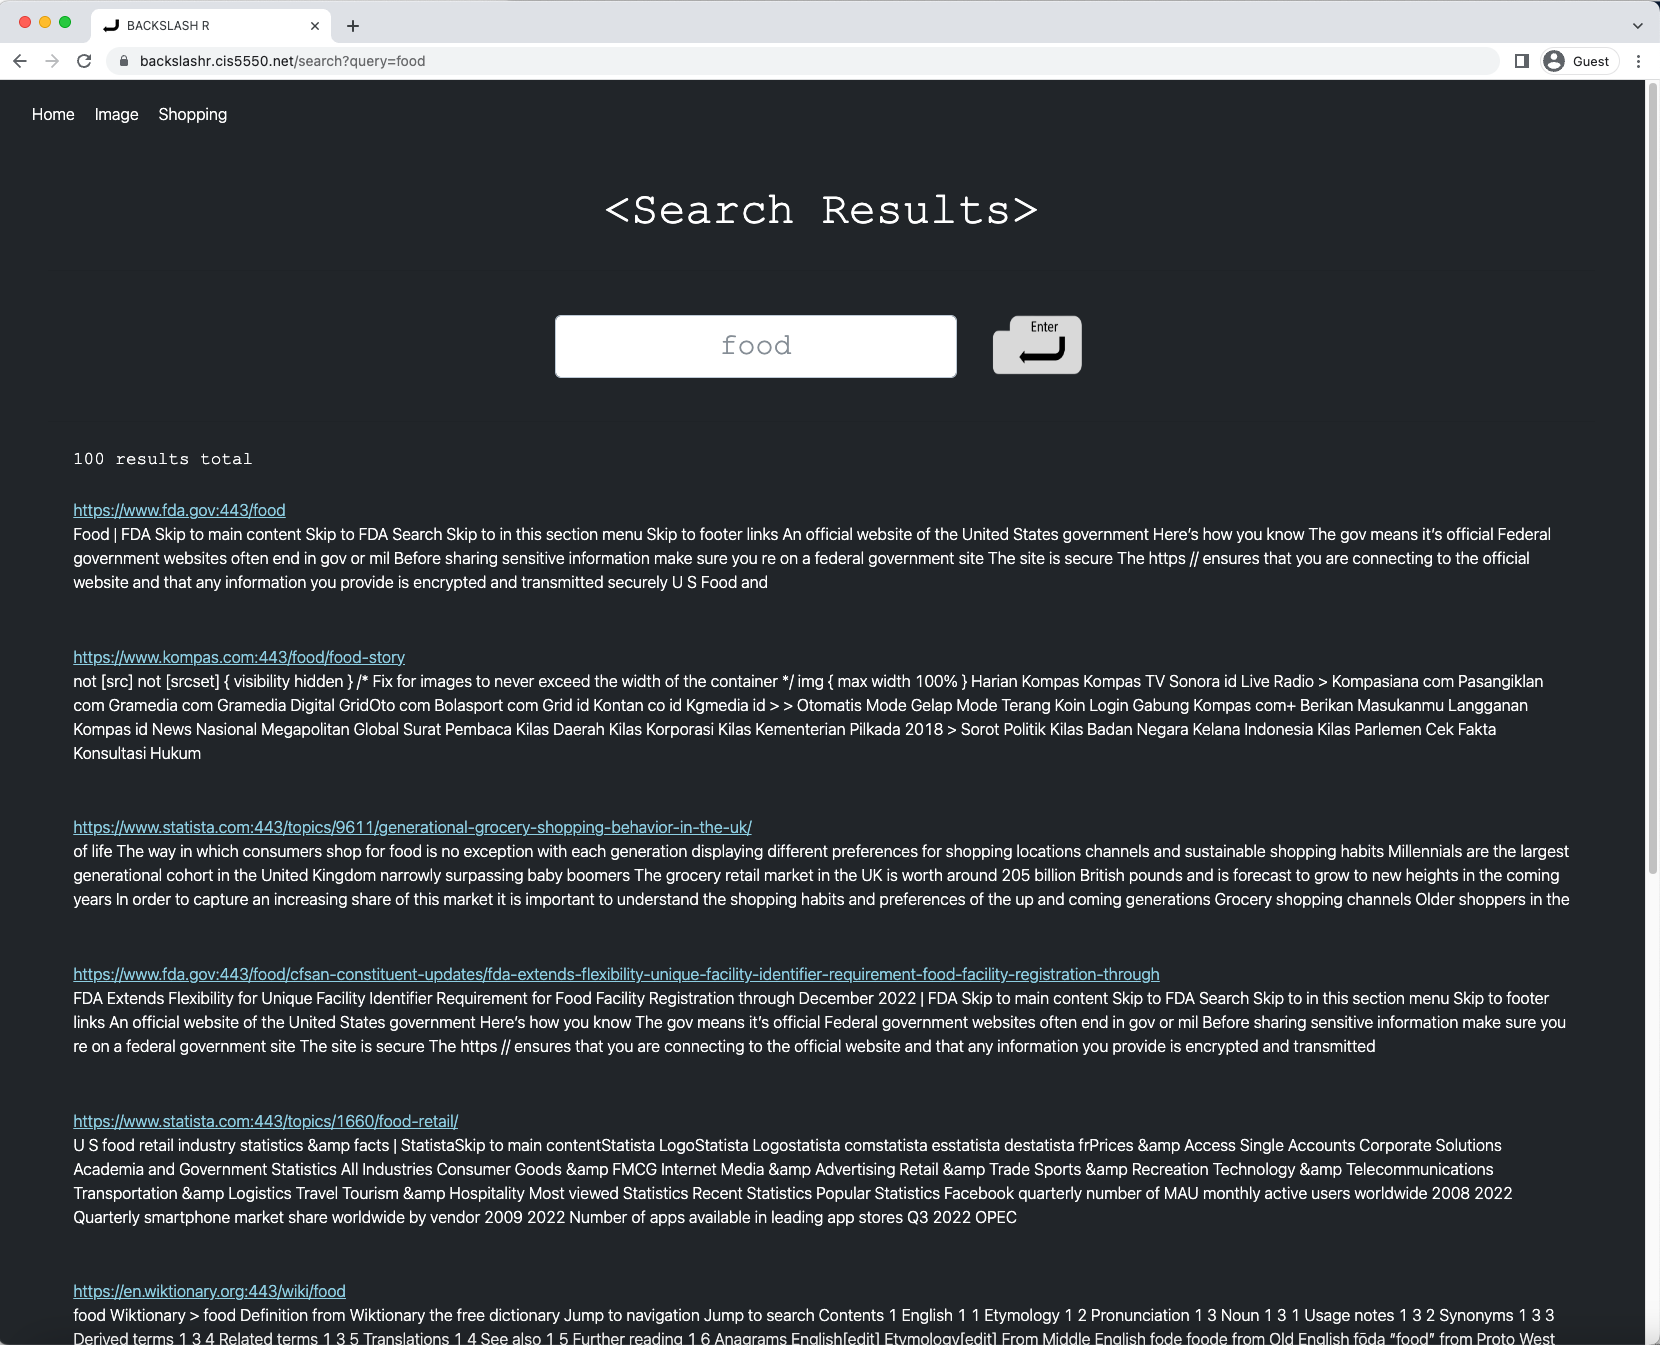 BACKSLASH R
backslashr.cis5550.net/search?query=food
Guest
Home Image Shopping
<Search Results>
food
Enter
100 results total
https://www.fda.gov:443/food
Food | FDA Skip to main content Skip to FDA Search Skip to in this section menu Skip to footer links An official website of the United States government Here's how you know The gov means it's official Federal
government websites often end in gov or mil Before sharing sensitive information make sure you re on a federal government site The site is secure The https // ensures that you are connecting to the official
website and that any information you provide is encrypted and transmitted securely U S Food and
https://www.kompas.com:443/food/food-story
not [src] not [srcset] { visibility hidden } /* Fix for images to never exceed the width of the container */ img { max width 100% } Harian Kompas Kompas TV Sonora id Live Radio > Kompasiana com Pasangiklan
com Gramedia com Gramedia Digital GridOto com Bolasport com Grid id Kontan co id Kgmedia id > > Otomatis Mode Gelap Mode Terang Koin Login Gabung Kompas com+ Berikan Masukanmu Langganan
Kompas id News Nasional Megapolitan Global Surat Pembaca Kilas Daerah Kilas Korporasi Kilas Kementerian Pilkada 2018 > Sorot Politik Kilas Badan Negara Kelana Indonesia Kilas Parlemen Cek Fakta
Konsultasi Hukum
https://www.statista.com:443/topics/9611/generational-grocery-shopping-behavior-in-the-uk/
of life The way in which consumers shop for food is no exception with each generation displaying different preferences for shopping locations channels and sustainable shopping habits Millennials are the largest
generational cohort in the United Kingdom narrowly surpassing baby boomers The grocery retail market in the UK is worth around 205 billion British pounds and is forecast to grow to new heights in the coming
years In order to capture an increasing share of this market it is important to understand the shopping habits and preferences of the up and coming generations Grocery shopping channels Older shoppers in the
https://www.fda.gov:443/food/cfsan-constituent-updates/fda-extends-flexibility-unique-facility-identifier-requirement-food-facility-registration-through
FDA Extends Flexibility for Unique Facility Identifier Requirement for Food Facility Registration through December 2022 | FDA Skip to main content Skip to FDA Search Skip to in this section menu Skip to footer
links An official website of the United States government Here's how you know The gov means it's official Federal government websites often end in gov or mil Before sharing sensitive information make sure you
re on a federal government site The site is secure The https // ensures that you are connecting to the official website and that any information you provide is encrypted and transmitted
https://www.statista.com:443/topics/1660/food-retail/
U S food retail industry statistics &amp facts | StatistaSkip to main contentStatista LogoStatista Logostatista comstatista esstatista destatista frPrices &amp Access Single Accounts Corporate Solutions
Academia and Government Statistics All Industries Consumer Goods &amp FMCG Internet Media &amp Advertising Retail &amp Trade Sports &amp Recreation Technology &amp Telecommunications
Transportation &amp Logistics Travel Tourism &amp Hospitality Most viewed Statistics Recent Statistics Popular Statistics Facebook quarterly number of MAU monthly active users worldwide 2008 2022
Quarterly smartphone market share worldwide by vendor 2009 2022 Number of apps available in leading app stores Q3 2022 OPEC
https://en.wiktionary.org:443/wiki/food
food Wiktionary > food Definition from Wiktionary the free dictionary Jump to navigation Jump to search Contents 1 English 1 1 Etymology 1 2 Pronunciation 1 3 Noun 1 3 1 Usage notes 1 3 2 Synonyms 1 3 3
Derived terms 1 3 4 Related terms 1 3 5 Translations 1 4 See also 1 5 Further reading 1 6 Anagrams English[edit] Etymology[edit] From Middle English fode foode from Old English fōda "food" from Proto West